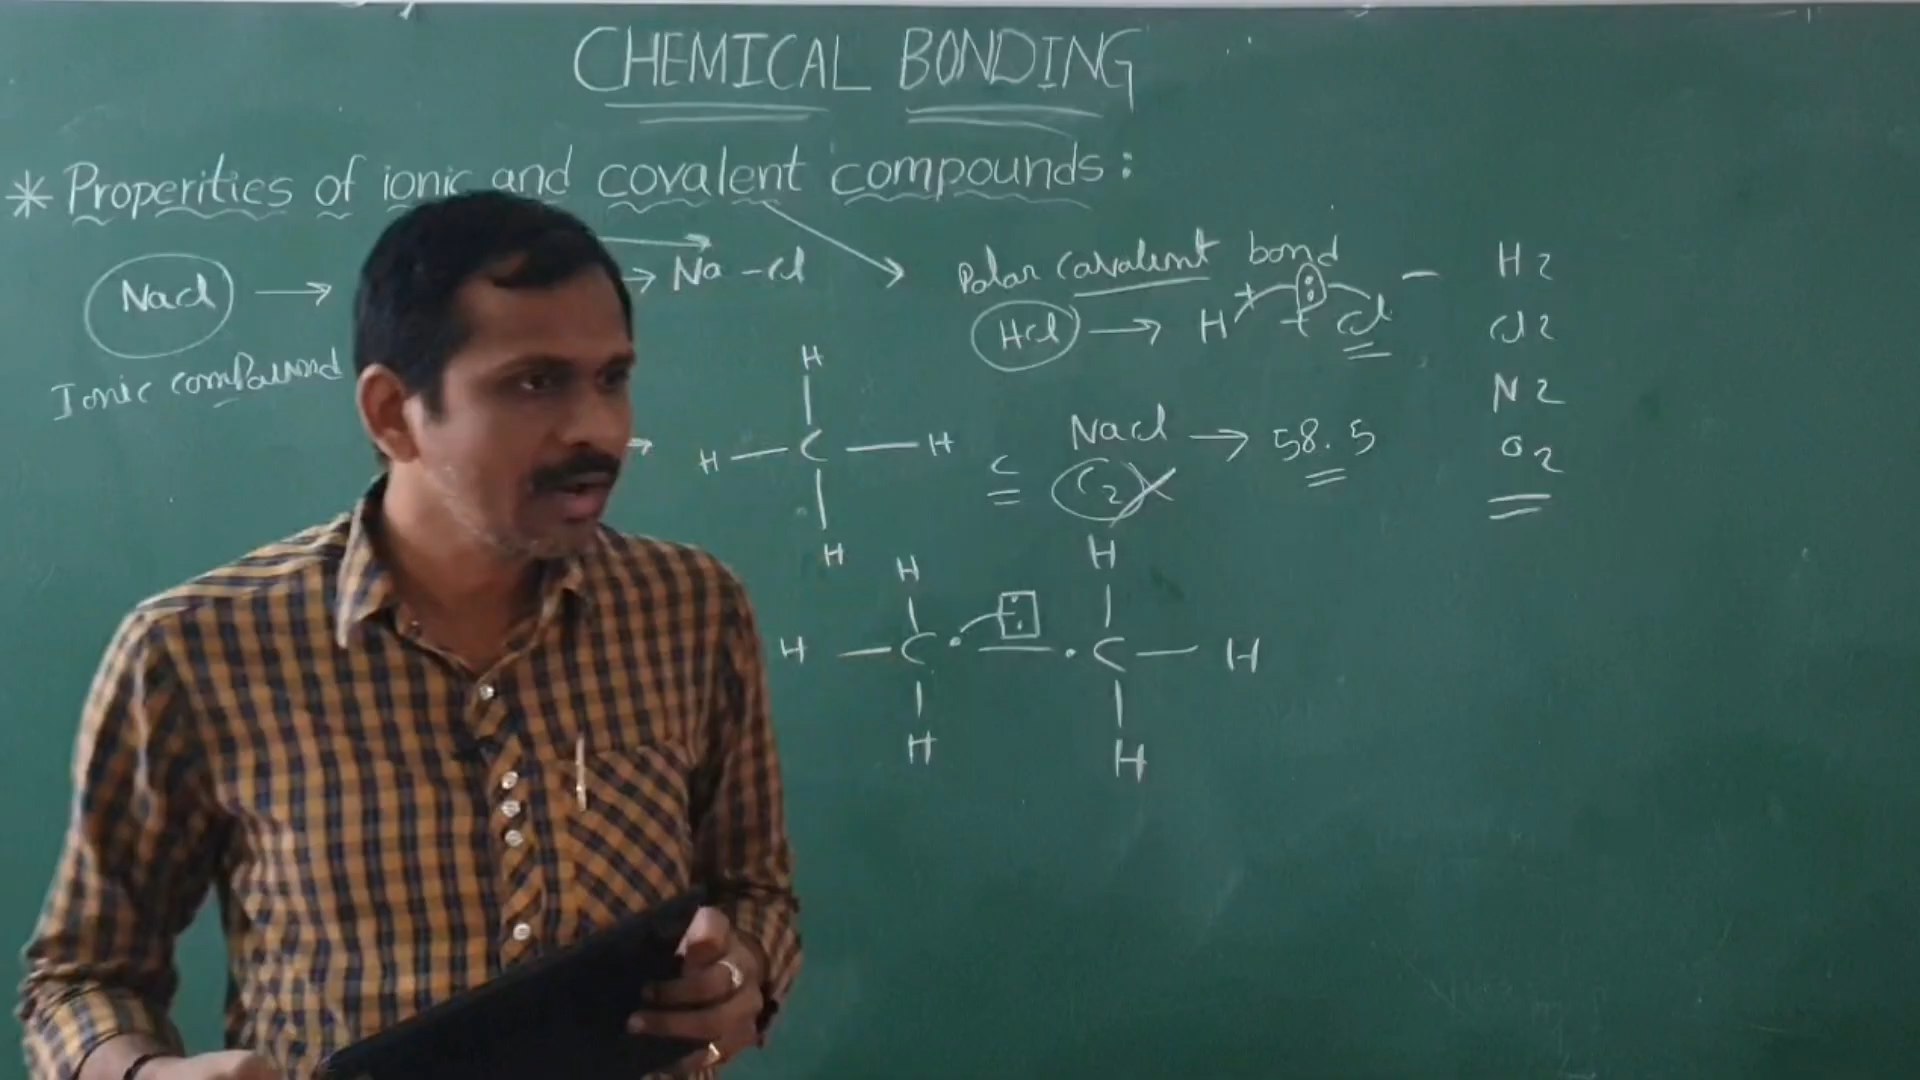 CHEMICAL BONDING
* Properities of ionic and covalent compounds:
Nacl → → Na - cl
Ionic compound
Polar Covalent bond
Hcl → H Cl −
H2
cl2
N2
O2
H
H — C — H
H
C
Nacl → 58.5
C2
H H
H — C — C — H
H H